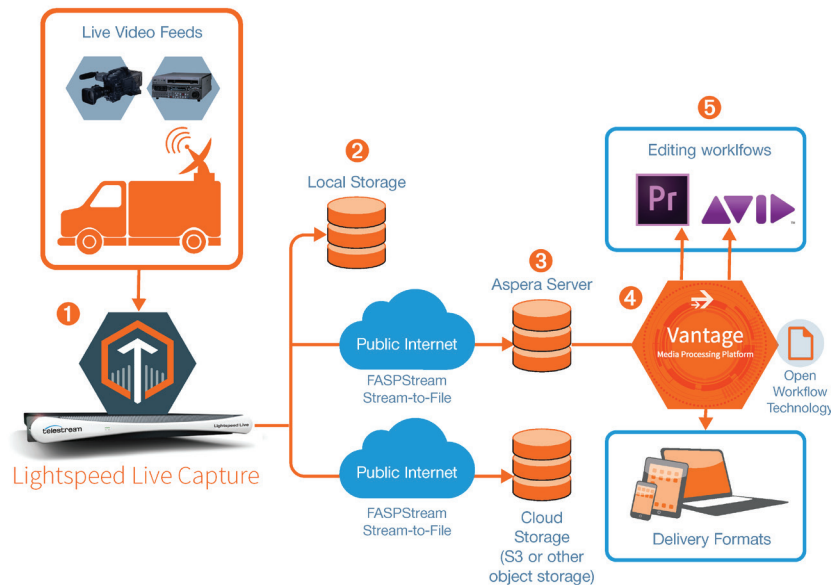 Live Video Feeds
1
telestream
Lightspeed Live
Lightspeed Live Capture
2
Local Storage
Public Internet
FASPStream
Stream-to-File
3
Aspera Server
Public Internet
FASPStream
Stream-to-File
Cloud
Storage
(S3 or other
object storage)
4
Vantage
Media Processing Platform
Open
Workflow
Technology
5
Editing worklfows
Pr
AVID
Delivery Formats